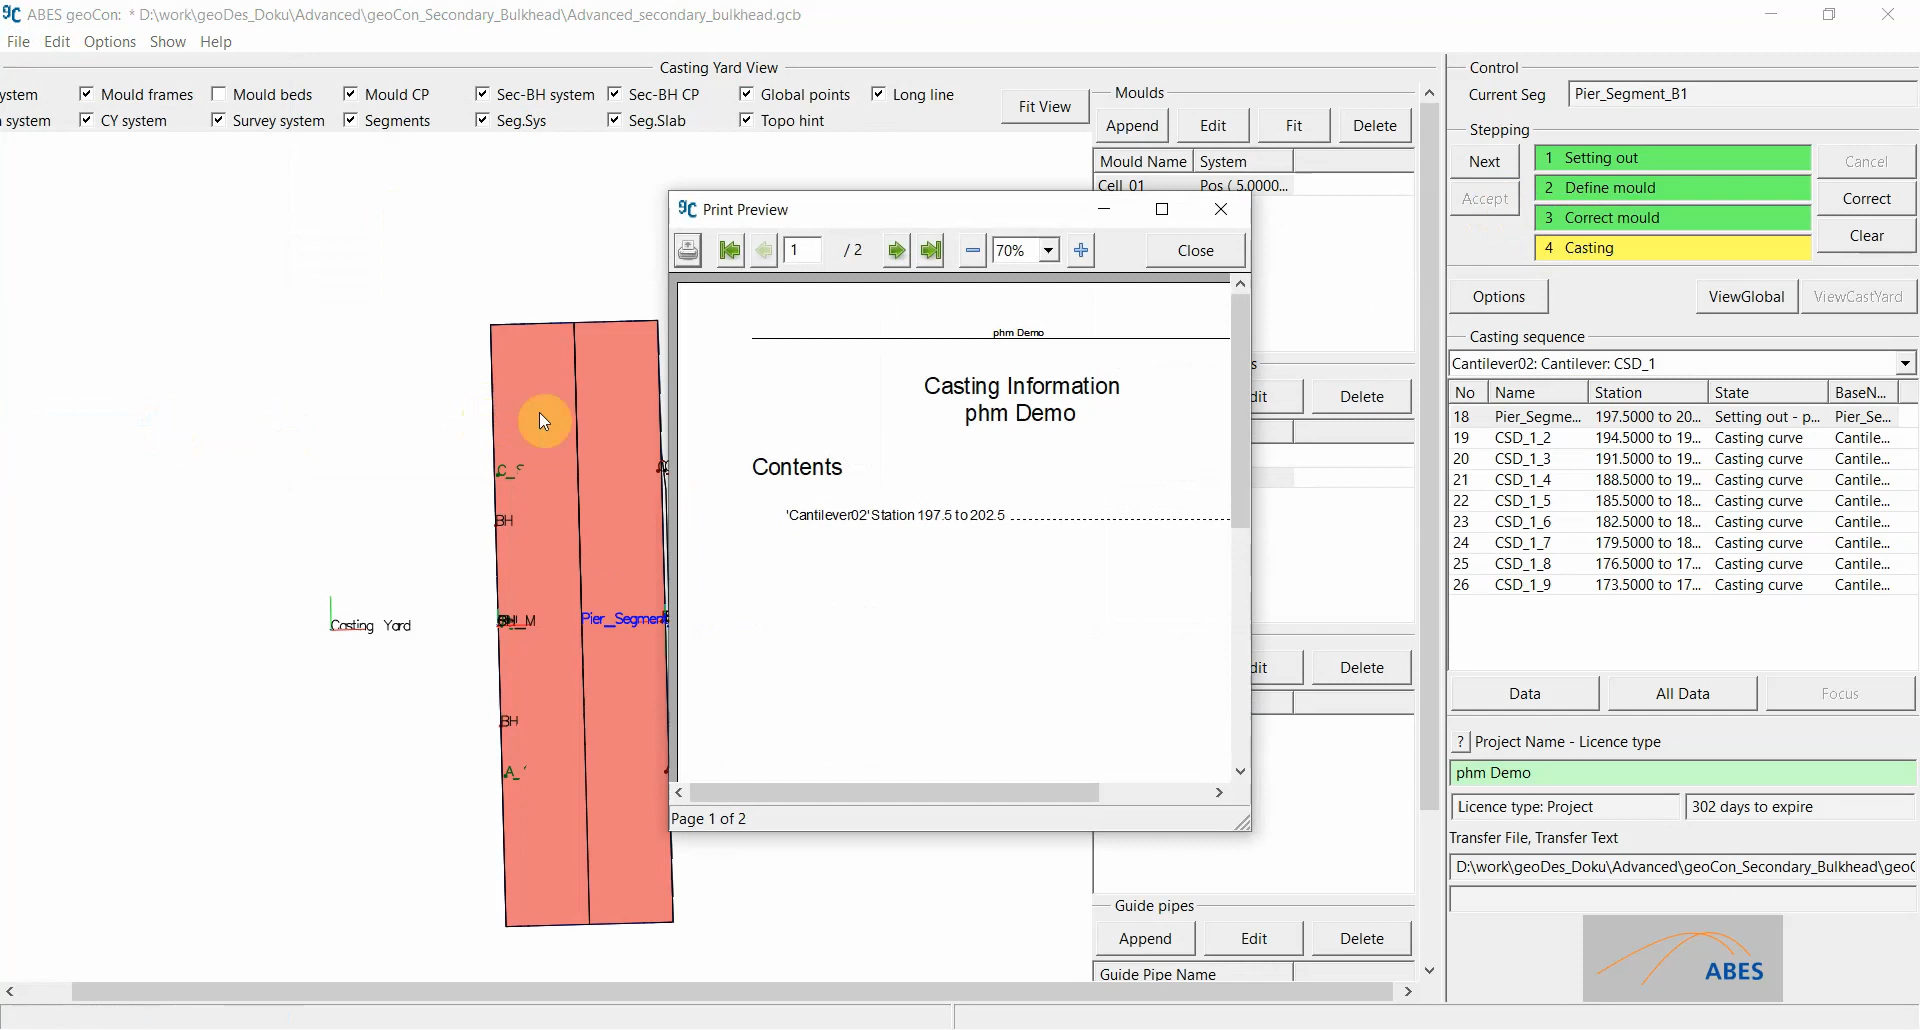 ABES geoCon: * D:\work\geoDes_Doku\Advanced\geoCon_Secondary_Bulkhead\Advanced_secondary_bulkhead.gcb
File Edit Options Show Help
Casting Yard View
ystem Mould frames Mould beds Mould CP Sec-BH system Sec-BH CP Global points Long line
system CY system Survey system Segments Seg.Sys Seg.Slab Topo hint
Fit View
Moulds
Append Edit Fit Delete
Mould Name System
Cell_01 Pos ( 5.0000...
Print Preview
1 / 2 70% Close
phm Demo
Casting Information
phm Demo
Contents
'Cantilever02' Station 197.5 to 202.5
Page 1 of 2
BH
Casting Yard
Pier_Segment
BH
s
dit Delete
dit Delete
Guide pipes
Append Edit Delete
Guide Pipe Name
Control
Current Seg Pier_Segment_B1
Stepping
Next 1 Setting out Cancel
2 Define mould
Accept Correct
3 Correct mould
Clear
4 Casting
Options ViewGlobal ViewCastYard
Casting sequence
Cantilever02: Cantilever: CSD_1
No Name Station State BaseN...
18 Pier_Segme... 197.5000 to 20... Setting out - p... Pier_Se...
19 CSD_1_2 194.5000 to 19... Casting curve Cantile...
20 CSD_1_3 191.5000 to 19... Casting curve Cantile...
21 CSD_1_4 188.5000 to 19... Casting curve Cantile...
22 CSD_1_5 185.5000 to 18... Casting curve Cantile...
23 CSD_1_6 182.5000 to 18... Casting curve Cantile...
24 CSD_1_7 179.5000 to 18... Casting curve Cantile...
25 CSD_1_8 176.5000 to 17... Casting curve Cantile...
26 CSD_1_9 173.5000 to 17... Casting curve Cantile...
Data All Data Focus
? Project Name - Licence type
phm Demo
Licence type: Project 302 days to expire
Transfer File, Transfer Text
D:\work\geoDes_Doku\Advanced\geoCon_Secondary_Bulkhead\geoC
ABES